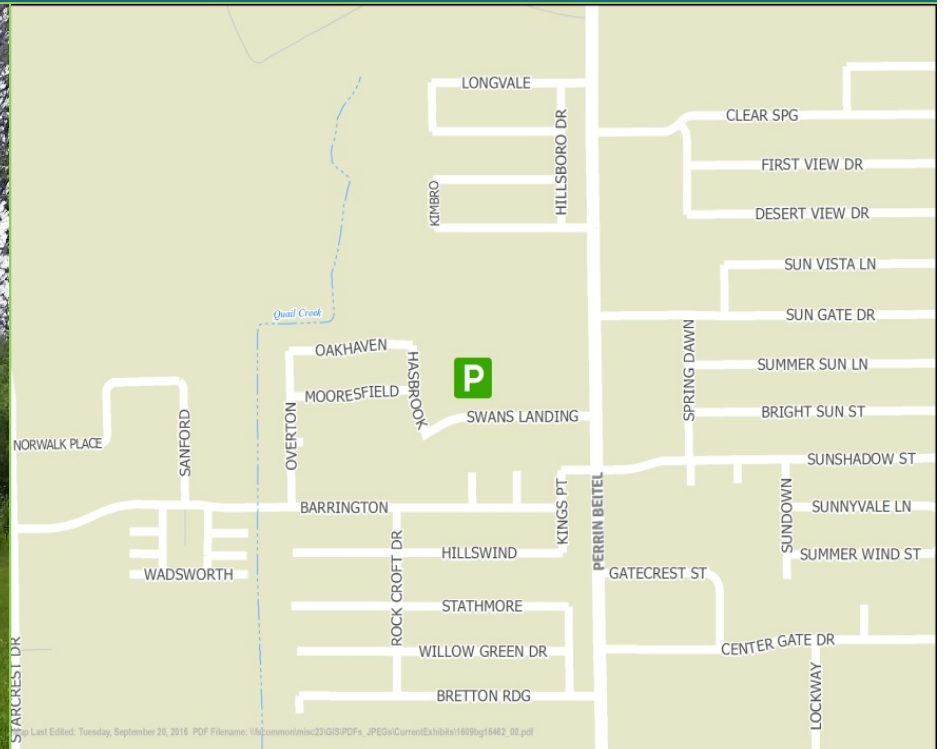 LONGVALE
HILLSBORO DR
CLEAR SPG
FIRST VIEW DR
KIMBRO
DESERT VIEW DR
SUN VISTA LN
Quail Creek
SUN GATE DR
OAKHAVEN
HASBROOK
SPRING DAWN
SUMMER SUN LN
P
MOORESFIELD
SWANS LANDING
BRIGHT SUN ST
OVERTON
SANFORD
NORWALK PLACE
SUNSHADOW ST
BARRINGTON
KINGS PT
PERRIN BEITEL
SUNDOWN
SUNNYVALE LN
ROCK CROFT DR
HILLSWIND
SUMMER WIND ST
WADSWORTH
GATECREST ST
STATHMORE
CENTER GATE DR
WILLOW GREEN DR
STARCREST DR
BRETTON RDG
LOCKWAY
Last Edited: Tuesday, September 20, 2016 PDF Filename: